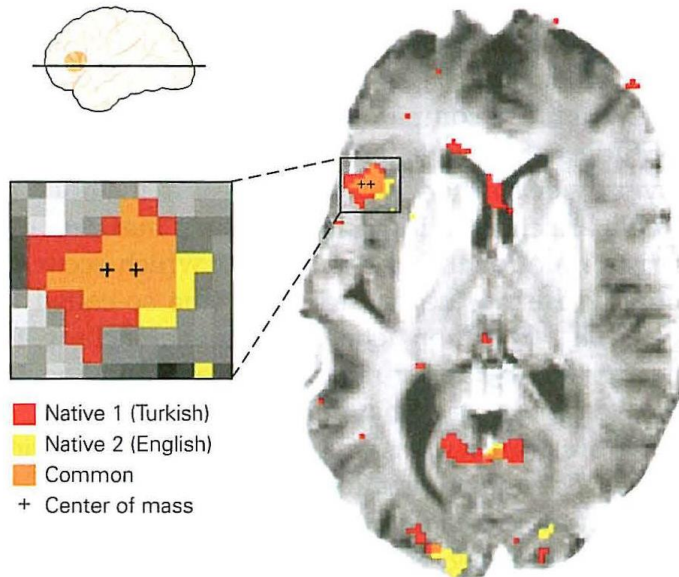 Native 1 (Turkish)
Native 2 (English)
Common
+ Center of mass